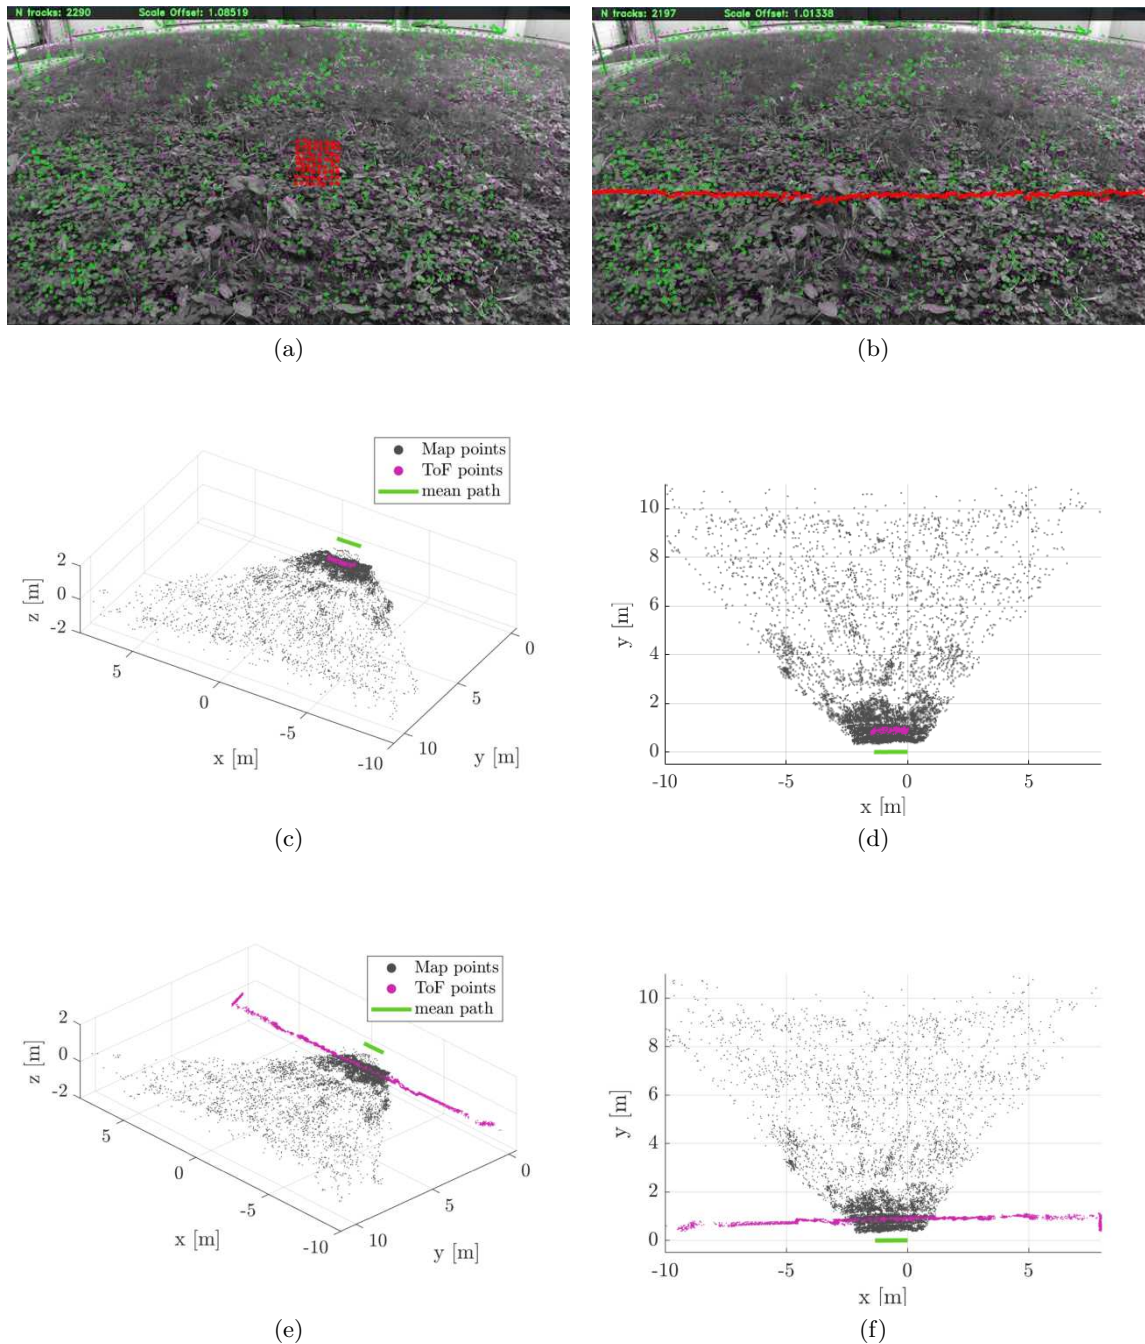 N tracks: 2290 Scale Offset: 1.08519
N tracks: 2197 Scale Offset: 1.01338
(a)
(b)
Map points
ToF points
mean path
2
0
-2
z [m]
5
0
-5
-10
x [m]
0
5
10
y [m]
(c)
10
8
6
4
2
0
y [m]
-10
-5
0
5
x [m]
(d)
Map points
ToF points
mean path
2
0
-2
z [m]
5
0
-5
-10
x [m]
0
5
10
y [m]
(e)
10
8
6
4
2
0
y [m]
-10
-5
0
5
x [m]
(f)